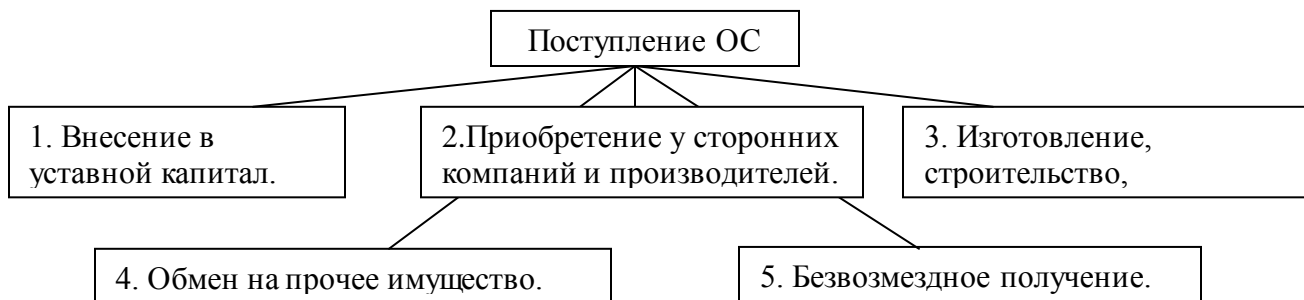 Поступление ОС
1. Внесение в
уставной капитал.
2.Приобретение у сторонних
компаний и производителей.
3. Изготовление,
строительство,
4. Обмен на прочее имущество.
5. Безвозмездное получение.